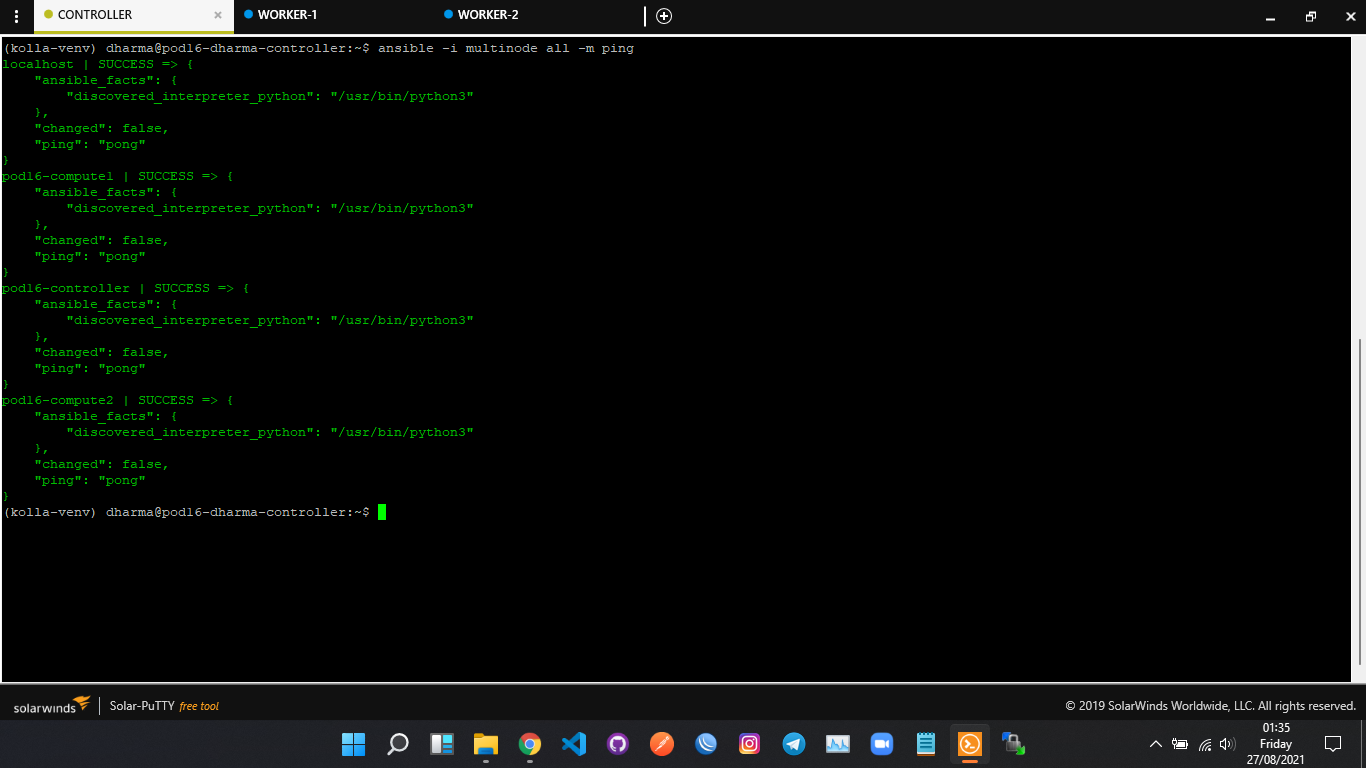 CONTROLLER
WORKER-1
WORKER-2
(kolla-venv) dharma@pod16-dharma-controller:~$ ansible -i multinode all -m ping
localhost | SUCCESS => {
    "ansible_facts": {
        "discovered_interpreter_python": "/usr/bin/python3"
    },
    "changed": false,
    "ping": "pong"
}
pod16-compute1 | SUCCESS => {
    "ansible_facts": {
        "discovered_interpreter_python": "/usr/bin/python3"
    },
    "changed": false,
    "ping": "pong"
}
pod16-controller | SUCCESS => {
    "ansible_facts": {
        "discovered_interpreter_python": "/usr/bin/python3"
    },
    "changed": false,
    "ping": "pong"
}
pod16-compute2 | SUCCESS => {
    "ansible_facts": {
        "discovered_interpreter_python": "/usr/bin/python3"
    },
    "changed": false,
    "ping": "pong"
}
(kolla-venv) dharma@pod16-dharma-controller:~$
solarwinds
Solar-PuTTY free tool
© 2019 SolarWinds Worldwide, LLC. All rights reserved.
01:35
Friday
27/08/2021